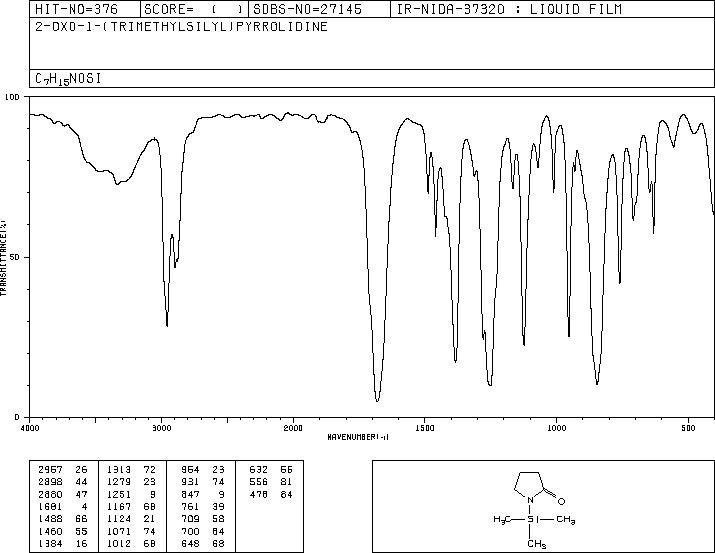 HIT-NO=376 SCORE= ( ) SDBS-NO=27145 IR-NIDA-37320 : LIQUID FILM
2-OXO-1-(TRIMETHYLSILYL)PYRROLIDINE
C7H15NOSI
100
50
0
TRANSMITTANCE(%)
4000 3000 2000 1500 1000 500
WAVENUMBER(-1)
2967 26 1313 72 954 23 632 56
2898 44 1279 23 931 74 556 81
2880 47 1251 9 847 9 478 84
1681 4 1167 68 761 39
1488 66 1124 21 709 58
1460 55 1071 74 700 64
1384 16 1012 68 648 68
O
N
H3C Si CH3
CH3